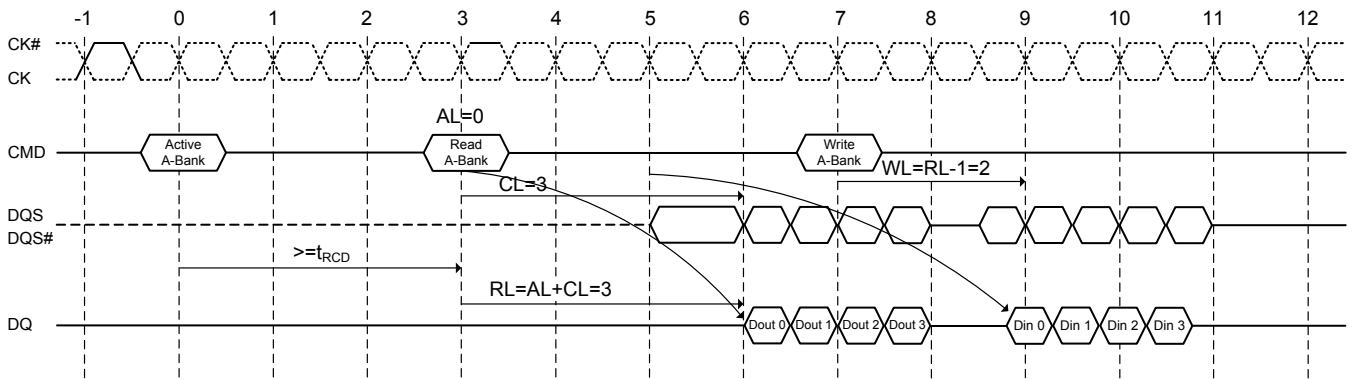 -1 0 1 2 3 4 5 6 7 8 9 10 11 12
CK#
CK
AL=0
CMD Active A-Bank Read A-Bank Write A-Bank
WL=RL-1=2
CL=3
DQS
DQS#
>=tRCD
RL=AL+CL=3
DQ Dout 0 Dout 1 Dout 2 Dout 3 Din 0 Din 1 Din 2 Din 3